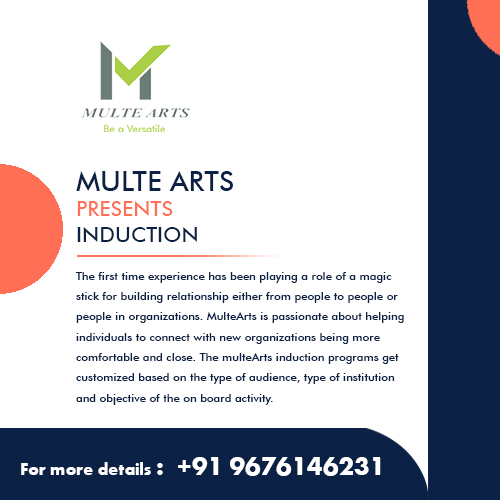 MULTE ARTS
Be a Versatile
MULTE ARTS
PRESENTS
INDUCTION
The first time experience has been playing a role of a magic
stick for building relationship either from people to people or
people in organizations. MulteArts is passionate about helping
individuals to connect with new organizations being more
comfortable and close. The multeArts induction programs get
customized based on the type of audience, type of institution
and objective of the on board activity.
For more details : +91 9676146231